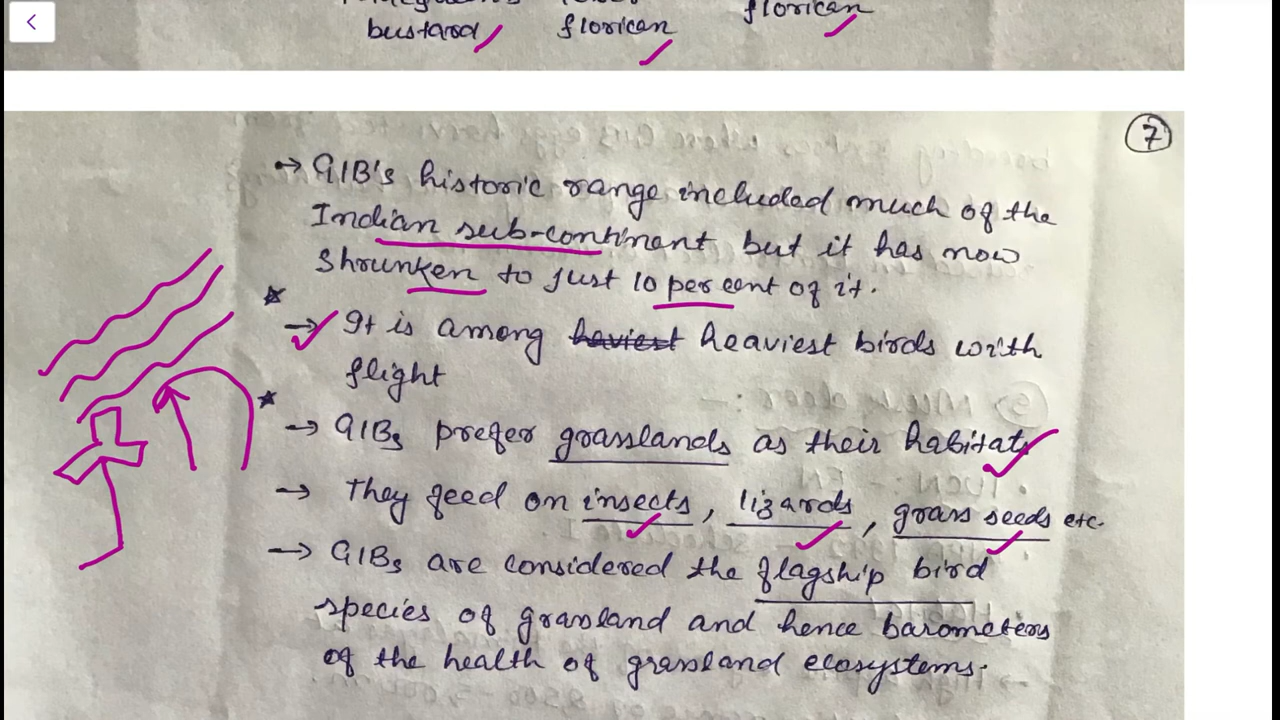 bustard florican florican
7
→ GIB's historic range included much of the
Indian sub-continent but it has now
shrunken to just 10 per cent of it.
→ It is among heaviest birds with
flight
→ GIBs prefer grasslands as their habitats
→ They feed on insects, lizards, grass seeds etc.
→ GIBs are considered the flagship bird
species of grassland and hence barometers
of the health of grassland ecosystems.